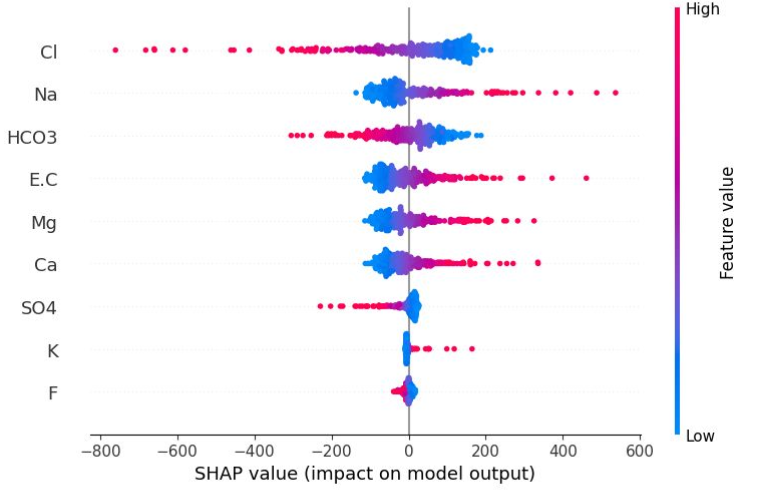 High
Cl
Na
HCO3
E.C
Mg
Ca
SO4
K
F
Low
Feature value
−800 −600 −400 −200 0 200 400 600
SHAP value (impact on model output)